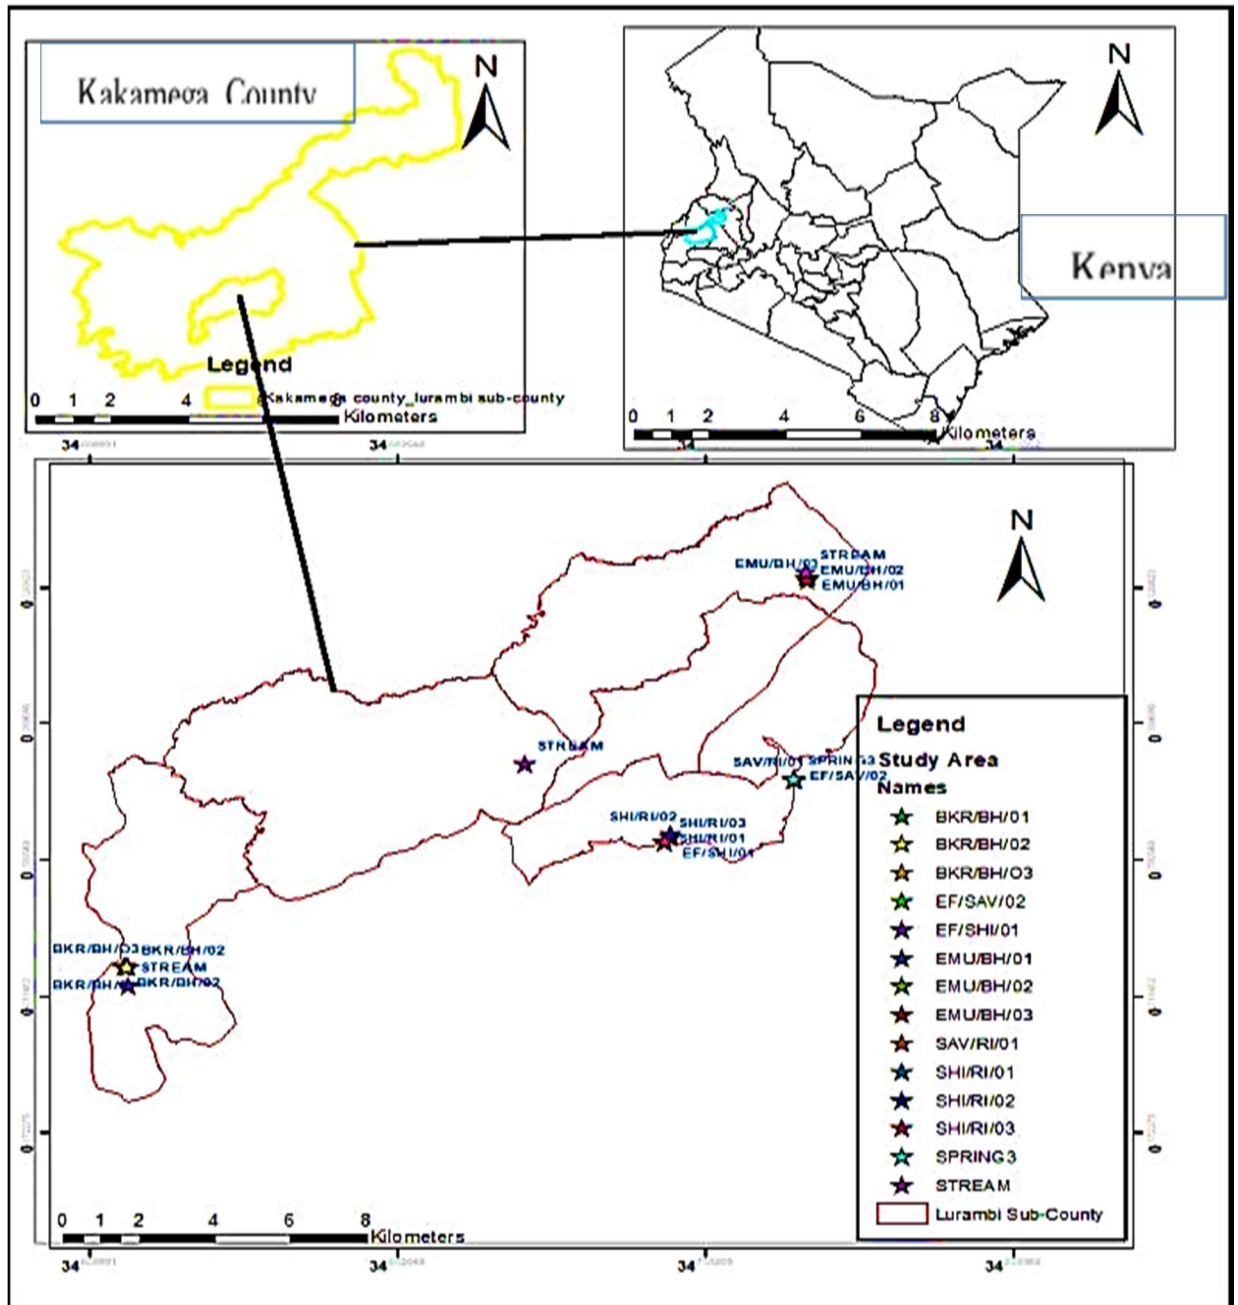 Kakamega County
N
Legend
Kakamega county_lurambi sub-county
0 1 2 4 8
Kilometers
N
Kenya
0 1 2 4 6 8
Kilometers
34 34 34 34
N
EMU/BH/03 STREAM
EMU/BH/02
EMU/BH/01
STREAM
SAV/RI/01 SPRING3
EF/SAV/02
SHI/RI/02 SHI/RI/03
SHI/RI/01
EF/SHI/01
BKR/BH/O3 BKR/BH/02
STREAM
BKR/BH/ BKR/BH/02
Legend
Study Area
Names
BKR/BH/01
BKR/BH/02
BKR/BH/O3
EF/SAV/02
EF/SHI/01
EMU/BH/01
EMU/BH/02
EMU/BH/03
SAV/RI/01
SHI/RI/01
SHI/RI/02
SHI/RI/03
SPRING3
STREAM
Lurambi Sub-County
0 1 2 4 6 8
Kilometers
34 34 34 34